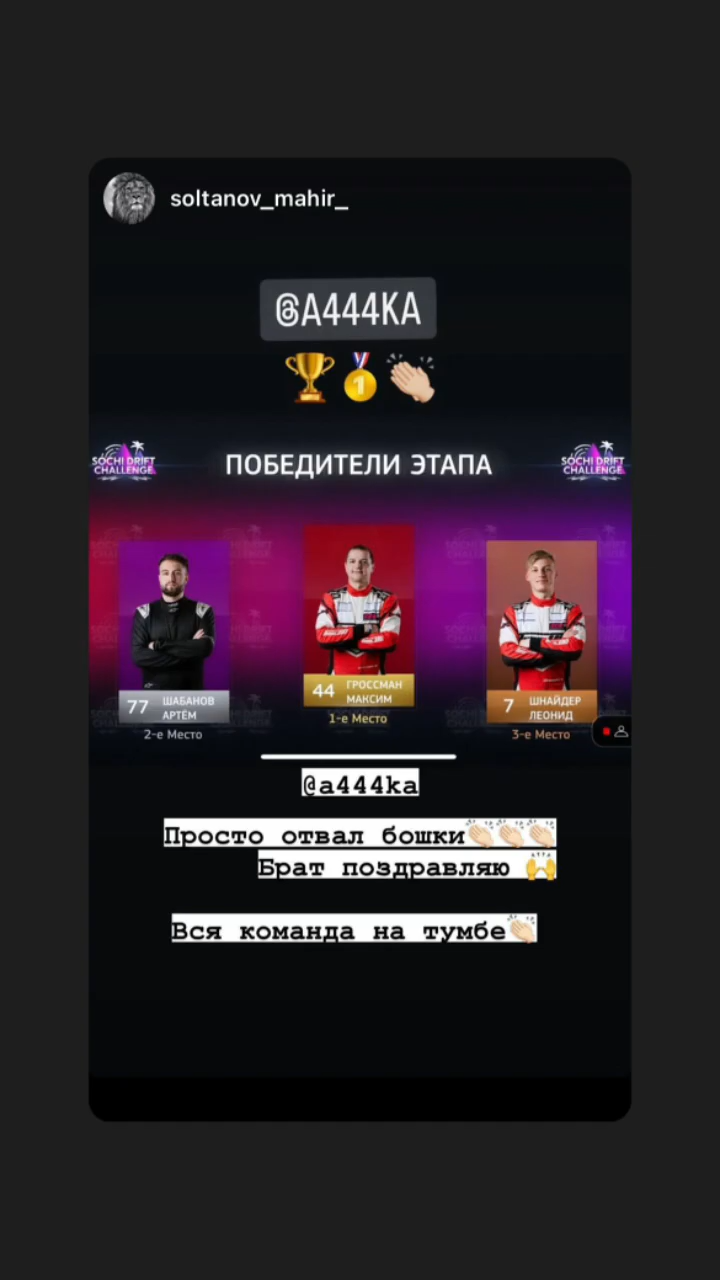 soltanov_mahir_
@A444KA
SOCHI DRIFT
CHALLENGE
ПОБЕДИТЕЛИ ЭТАПА
SOCHI DRIFT
CHALLENGE
77 ШАБАНОВ
АРТЁМ
2-е Место
44 ГРОССМАН
МАКСИМ
1-е Место
7 ШНАЙДЕР
ЛЕОНИД
3-е Место
@a444ka
Просто отвал бошки👏🏻👏🏻👏🏻
Брат поздравляю 🙌
Вся команда на тумбе👏🏻